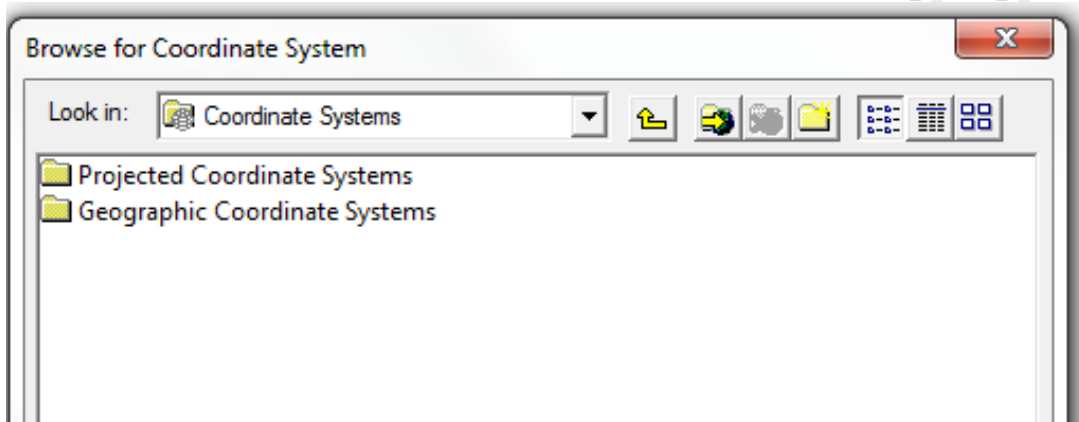 Browse for Coordinate System
Look in: Coordinate Systems
Projected Coordinate Systems
Geographic Coordinate Systems